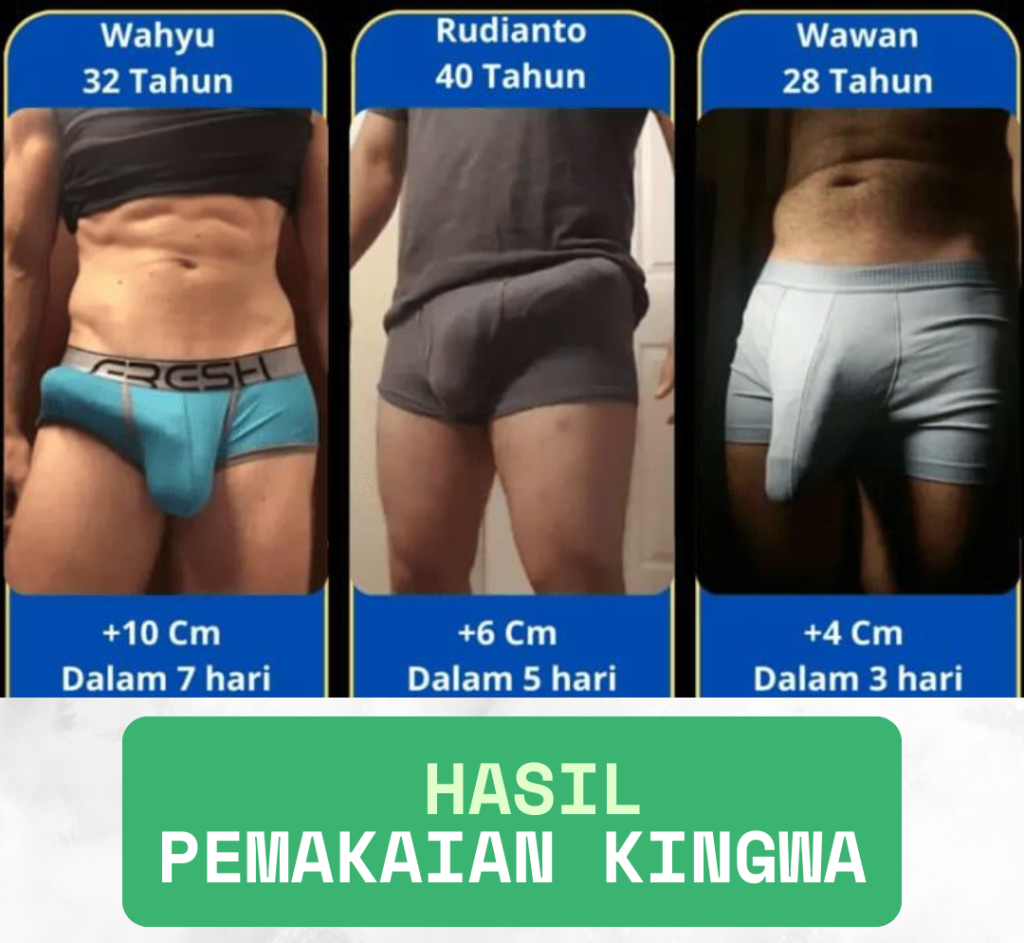 Wahyu
32 Tahun
Rudianto
40 Tahun
Wawan
28 Tahun
FRESH
+10 Cm
Dalam 7 hari
+6 Cm
Dalam 5 hari
+4 Cm
Dalam 3 hari
HASIL
PEMAKAIAN KINGWA